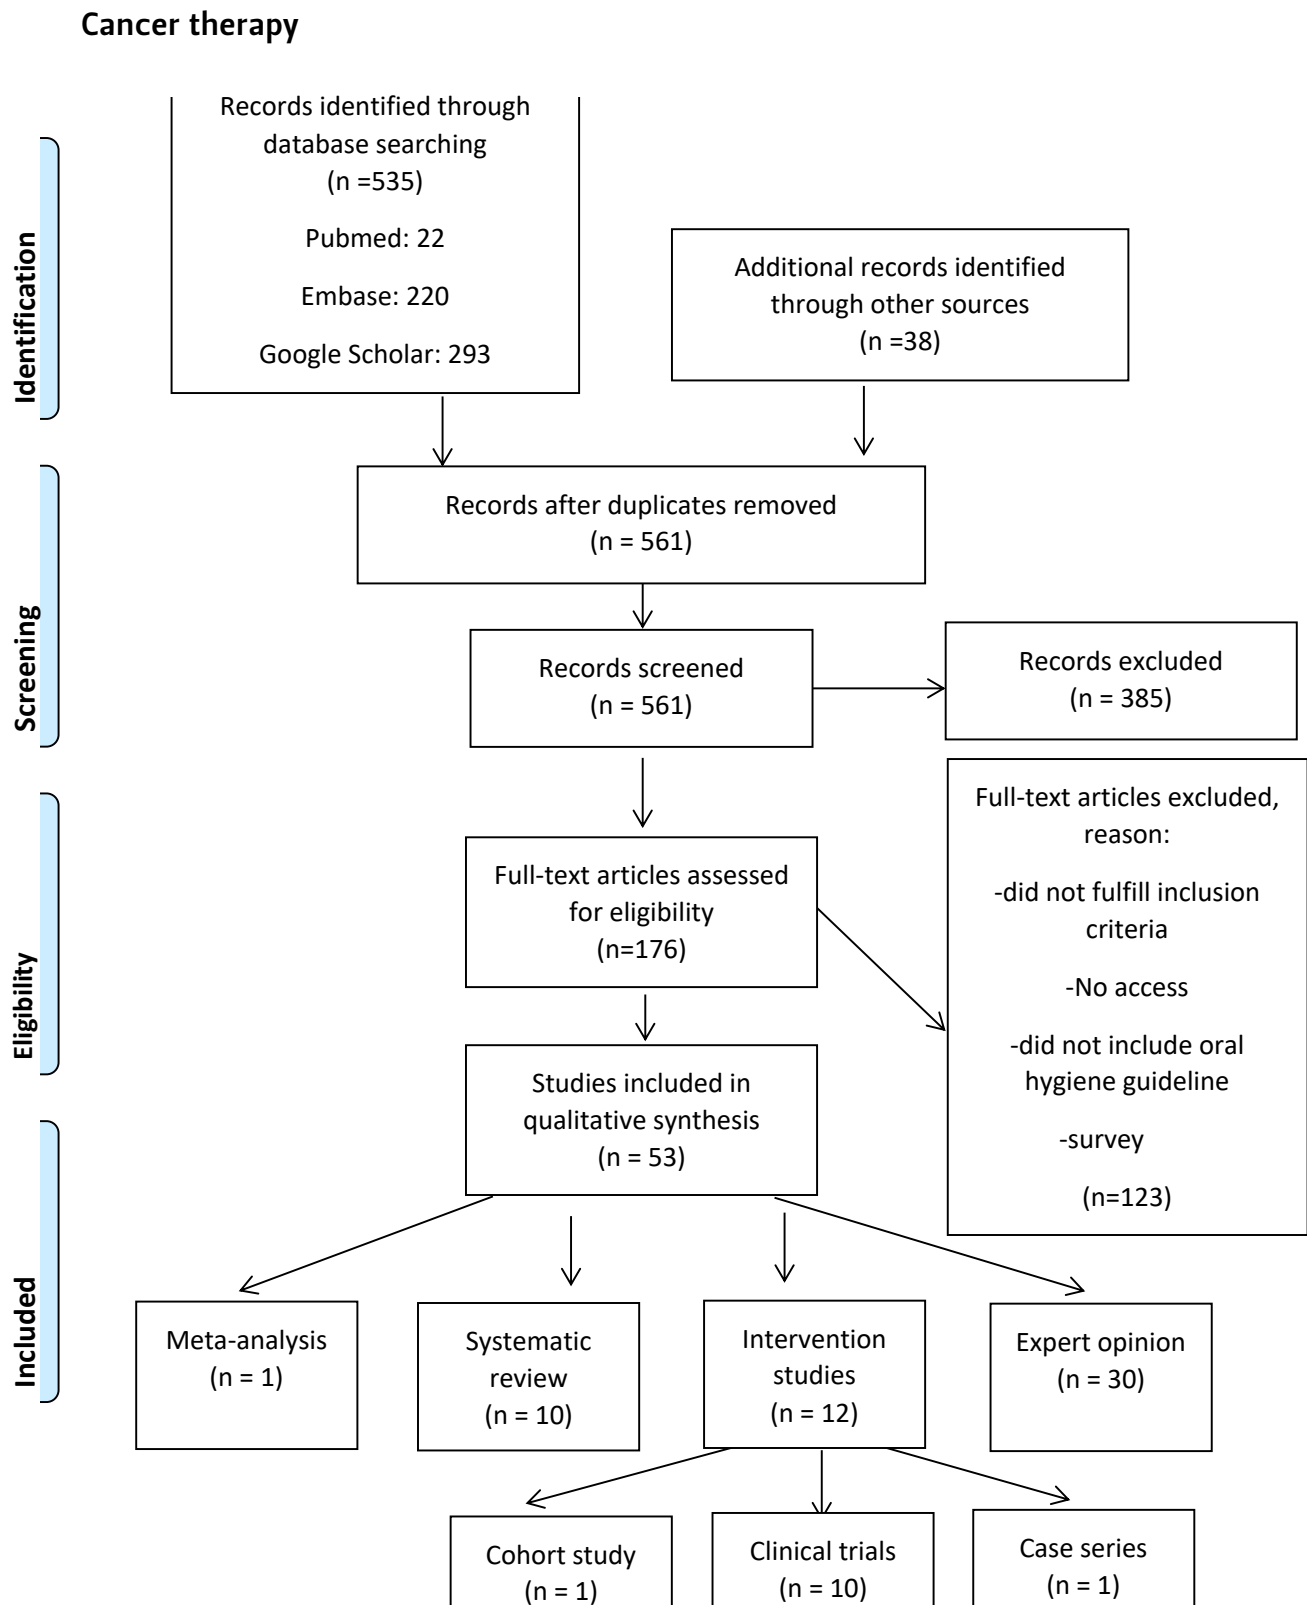 Cancer therapy
Identification
Records identified through
database searching
(n =535)
Pubmed: 22
Embase: 220
Google Scholar: 293
Additional records identified
through other sources
(n =38)
Screening
Records after duplicates removed
(n = 561)
Records screened
(n = 561)
Records excluded
(n = 385)
Eligibility
Full-text articles assessed
for eligibility
(n=176)
Full-text articles excluded,
reason:
-did not fulfill inclusion
criteria
-No access
-did not include oral
hygiene guideline
-survey
(n=123)
Studies included in
qualitative synthesis
(n = 53)
Included
Meta-analysis
(n = 1)
Systematic
review
(n = 10)
Intervention
studies
(n = 12)
Expert opinion
(n = 30)
Cohort study
(n = 1)
Clinical trials
(n = 10)
Case series
(n = 1)